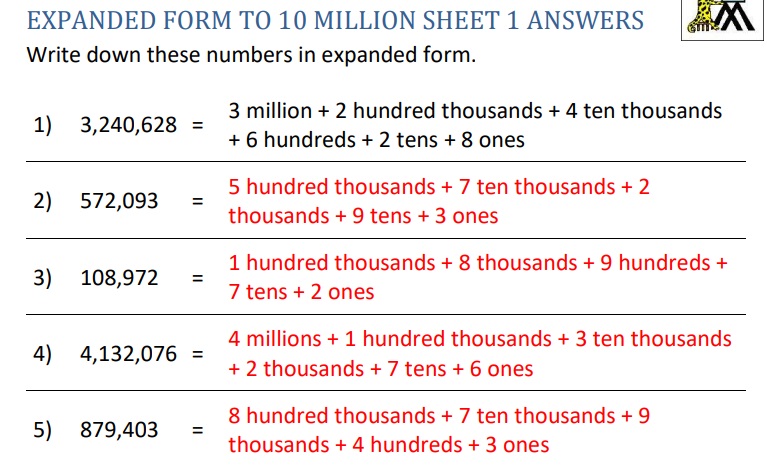 EXPANDED FORM TO 10 MILLION SHEET 1 ANSWERS
Write down these numbers in expanded form.
1) 3,240,628 = 3 million + 2 hundred thousands + 4 ten thousands
+ 6 hundreds + 2 tens + 8 ones
2) 572,093 = 5 hundred thousands + 7 ten thousands + 2
thousands + 9 tens + 3 ones
3) 108,972 = 1 hundred thousands + 8 thousands + 9 hundreds +
7 tens + 2 ones
4) 4,132,076 = 4 millions + 1 hundred thousands + 3 ten thousands
+ 2 thousands + 7 tens + 6 ones
5) 879,403 = 8 hundred thousands + 7 ten thousands + 9
thousands + 4 hundreds + 3 ones